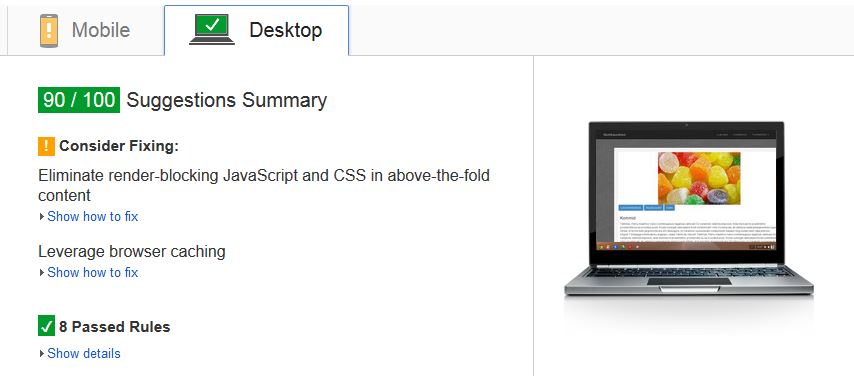 Mobile
Desktop
90 / 100 Suggestions Summary
! Consider Fixing:
Eliminate render-blocking JavaScript and CSS in above-the-fold
content
Show how to fix
Leverage browser caching
Show how to fix
8 Passed Rules
Show details
Kommid